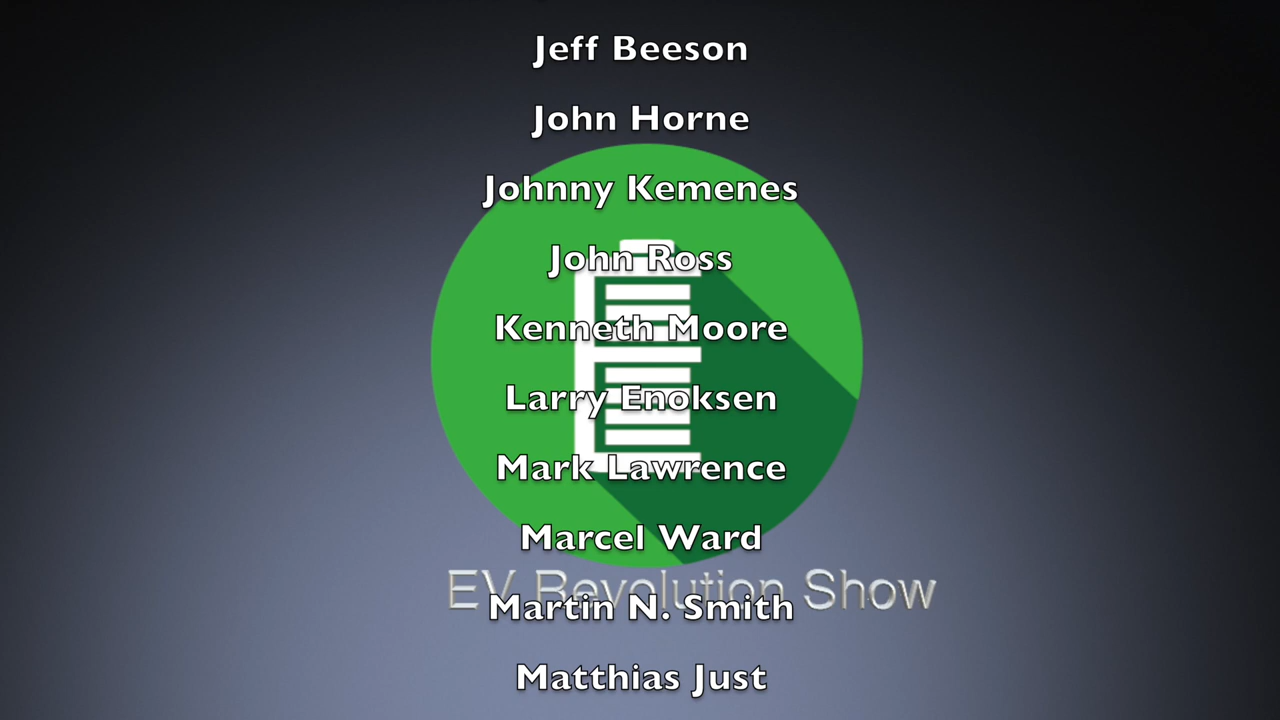 Jeff Beeson
John Horne
Johnny Kemenes
John Ross
Kenneth Moore
Larry Enoksen
Mark Lawrence
Marcel Ward
EV Revolution Show
Martin N. Smith
Matthias Just